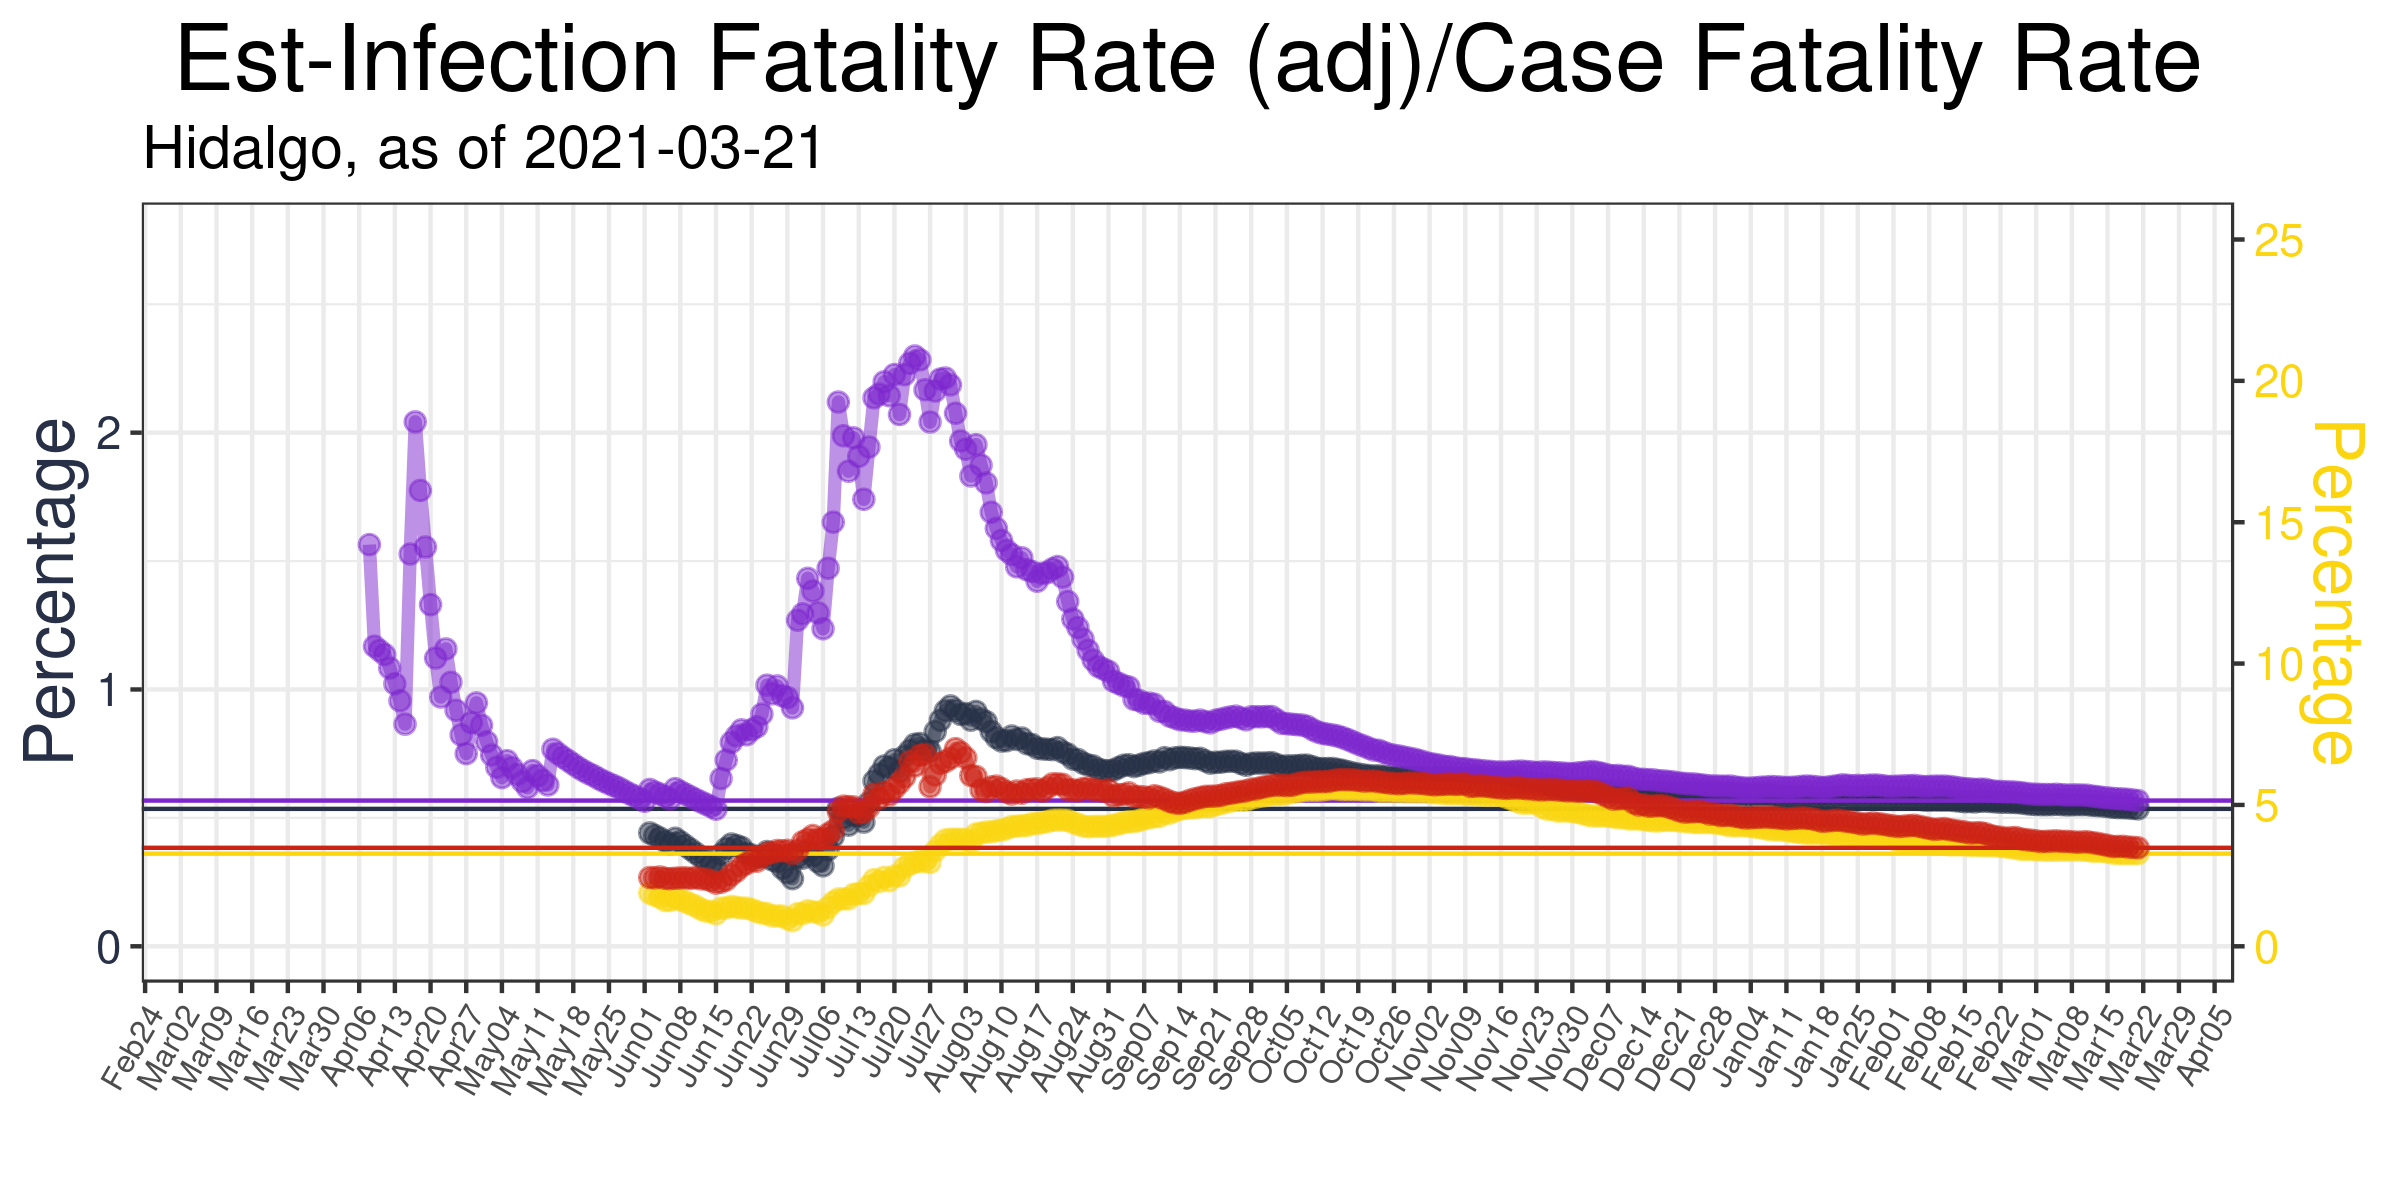 Est-Infection Fatality Rate (adj)/Case Fatality Rate
Hidalgo, as of 2021-03-21
Percentage
2
1
0
25
20
15
10
5
0
Percentage
Feb24
Mar02
Mar09
Mar16
Mar23
Mar30
Apr06
Apr13
Apr20
Apr27
May04
May11
May18
May25
Jun01
Jun08
Jun15
Jun22
Jun29
Jul06
Jul13
Jul20
Jul27
Aug03
Aug10
Aug17
Aug24
Aug31
Sep07
Sep14
Sep21
Sep28
Oct05
Oct12
Oct19
Oct26
Nov02
Nov09
Nov16
Nov23
Nov30
Dec07
Dec14
Dec21
Dec28
Jan04
Jan11
Jan18
Jan25
Feb01
Feb08
Feb15
Feb22
Mar01
Mar08
Mar15
Mar22
Mar29
Apr05